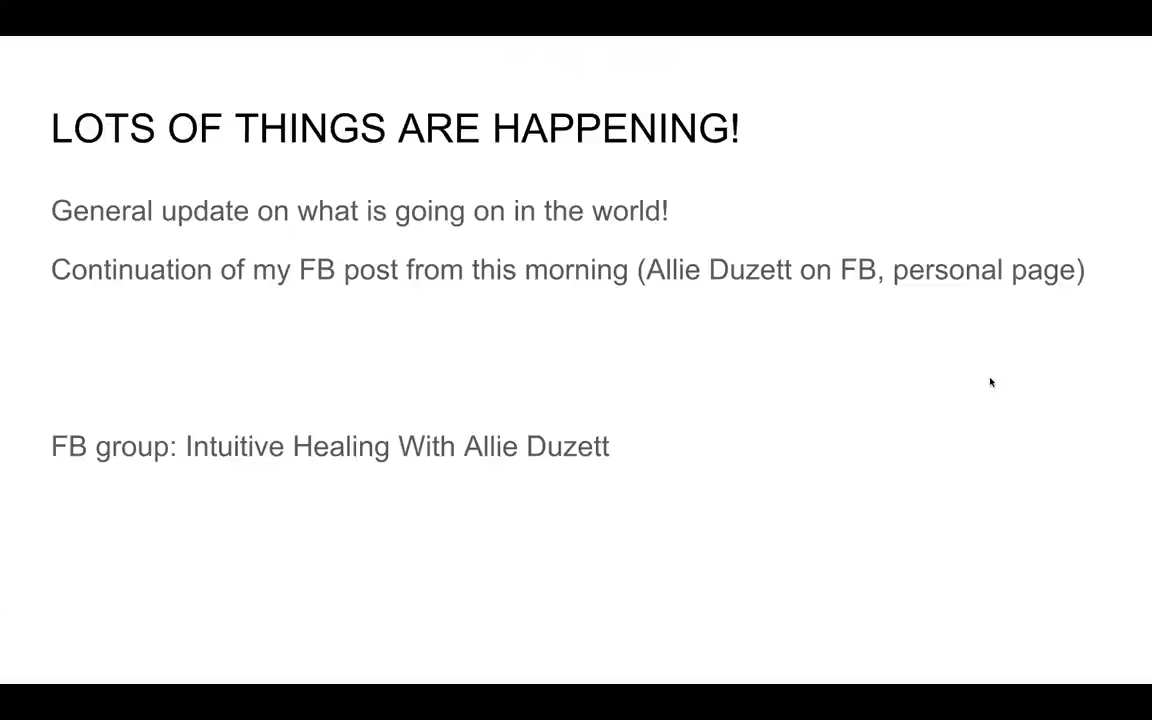 LOTS OF THINGS ARE HAPPENING!
General update on what is going on in the world!
Continuation of my FB post from this morning (Allie Duzett on FB, personal page)
FB group: Intuitive Healing With Allie Duzett